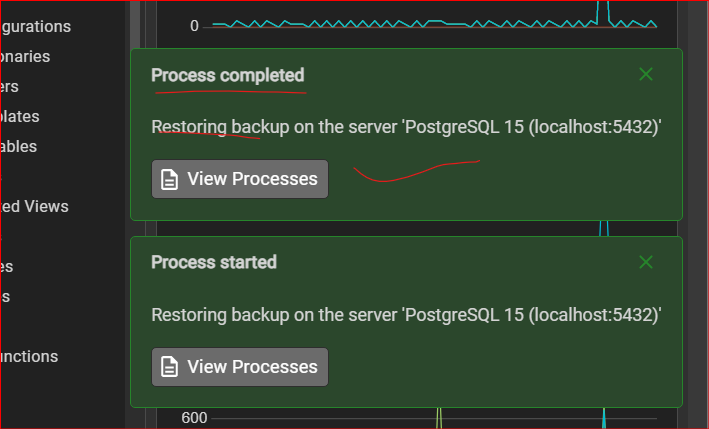 0
gurations
onaries
ers
plates
ables
ed Views
es
s
unctions
Process completed
Restoring backup on the server 'PostgreSQL 15 (localhost:5432)'
View Processes
Process started
Restoring backup on the server 'PostgreSQL 15 (localhost:5432)'
View Processes
600